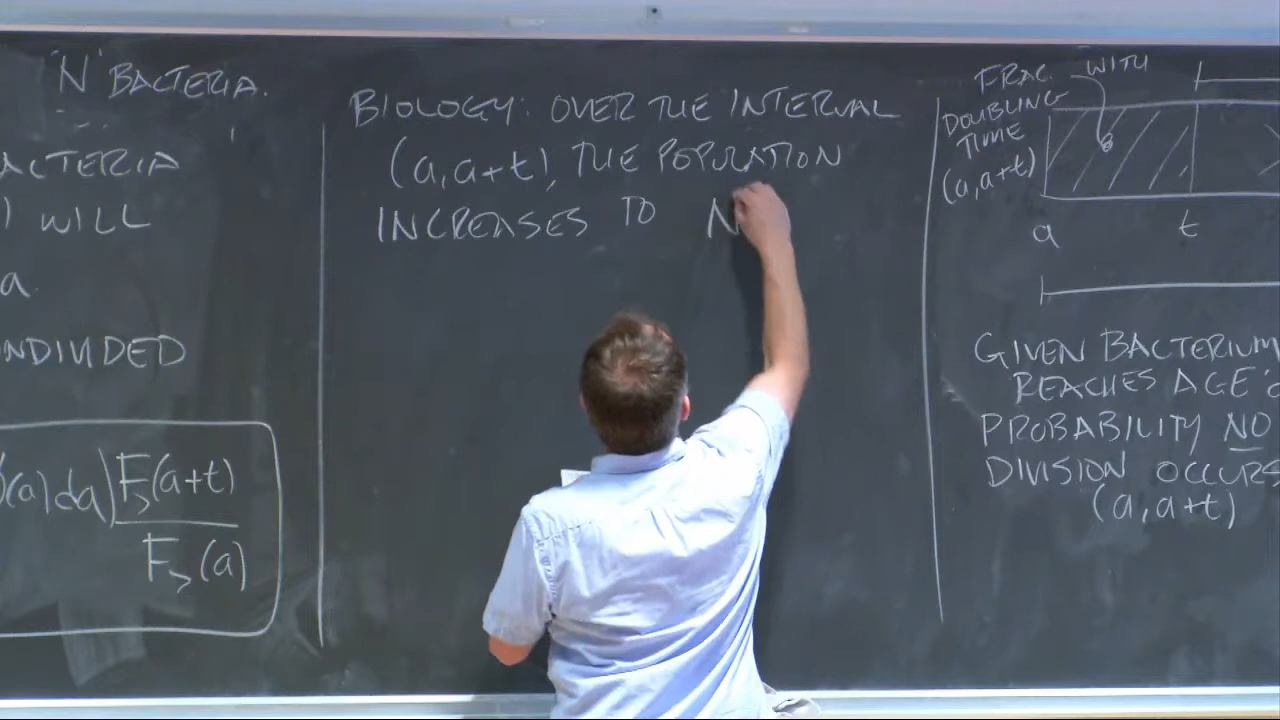 'N' BACTERIA.
ACTERIA
) WILL
a.
UNDIVIDED
(a) da) F>(a+t)
F>(a)
BIOLOGY: OVER THE INTERVAL
(a, a+t), THE POPULATION
INCREASES TO N
FRAC. WITH
DOUBLING
TIME
(a, a+t)
a t
GIVEN BACTERIUM
REACHES AGE 'a
PROBABILITY NO
DIVISION OCCURS
(a, a+t)